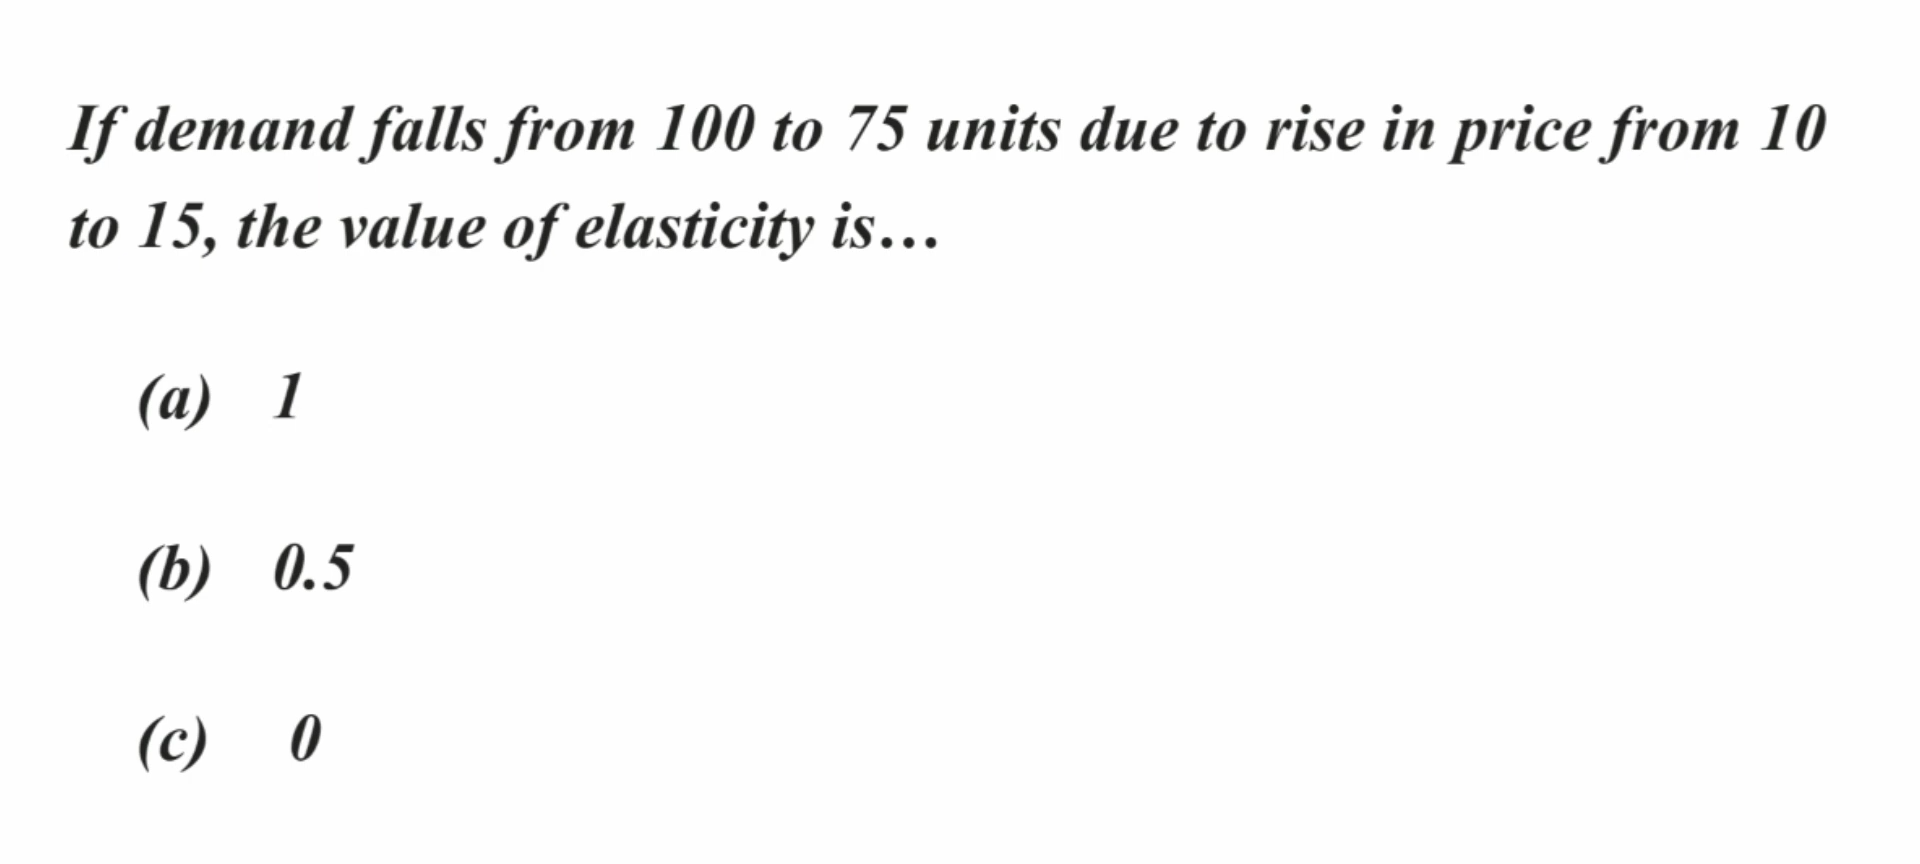 If demand falls from 100 to 75 units due to rise in price from 10
to 15, the value of elasticity is...
(a) 1
(b) 0.5
(c) 0